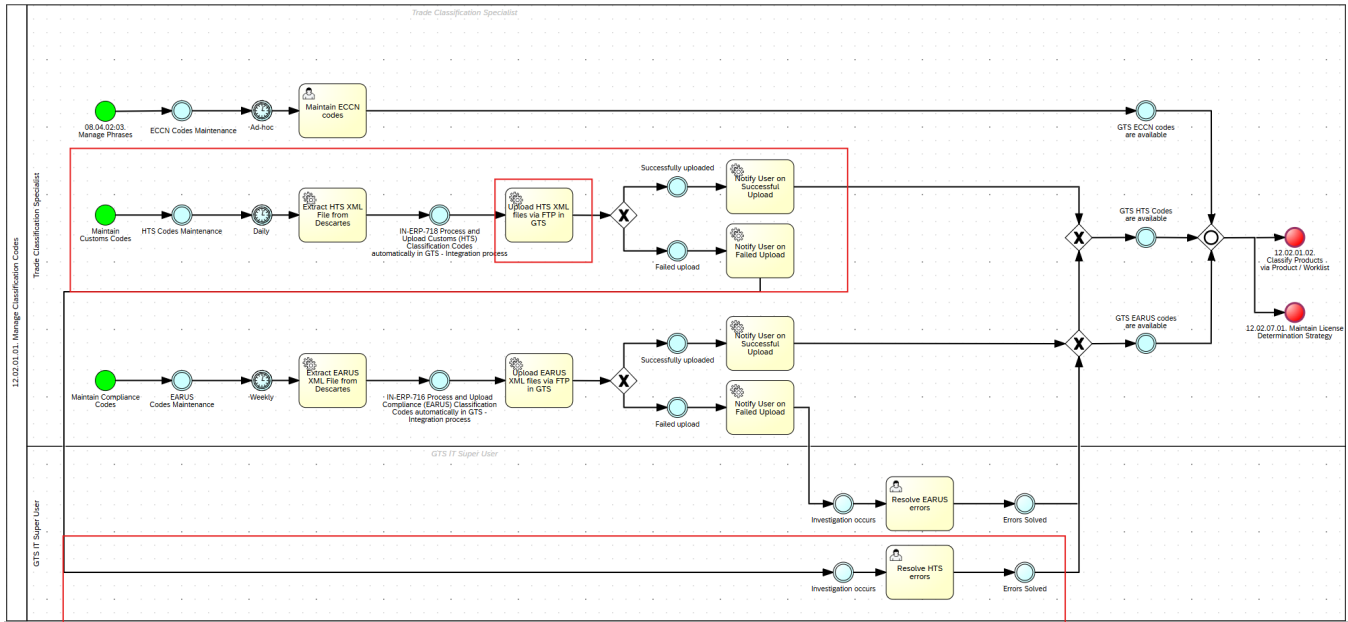 Trade Classification Specialist
12.02.01.01. Manage Classification Codes
Trade Classification Specialist
08.04.02:03.
Manage Phrases
ECCN Codes Maintenance
Ad-hoc
Maintain ECCN
codes
GTS ECCN codes
are available
Maintain
Customs Codes
HTS Codes Maintenance
Daily
Extract HTS XML
File from
Descartes
IN-ERP-718 Process and
Upload Customs (HTS)
Classification Codes
automatically in GTS - Integration process
Upload HTS XML
files via FTP in
GTS
X
Successfully uploaded
Notify User on
Successful
Upload
Failed upload
Notify User on
Failed Upload
X
GTS HTS Codes
are available
12.02.01.02.
Classify Products
via Product / Worklist
12.02.07.01. Maintain License
Determination Strategy
Maintain Compliance
Codes
EARUS
Codes Maintenance
Weekly
Extract EARUS
XML File from
Descartes
IN-ERP-716 Process and Upload
Compliance (EARUS) Classification
Codes automatically in GTS -
Integration process
Upload EARUS
XML files via FTP
in GTS
X
Successfully uploaded
Notify User on
Successful
Upload
Failed upload
Notify User on
Failed Upload
X
GTS EARUS codes
are available
GTS IT Super User
GTS IT Super User
Investigation occurs
Resolve EARUS
errors
Errors Solved
Investigation occurs
Resolve HTS
errors
Errors Solved